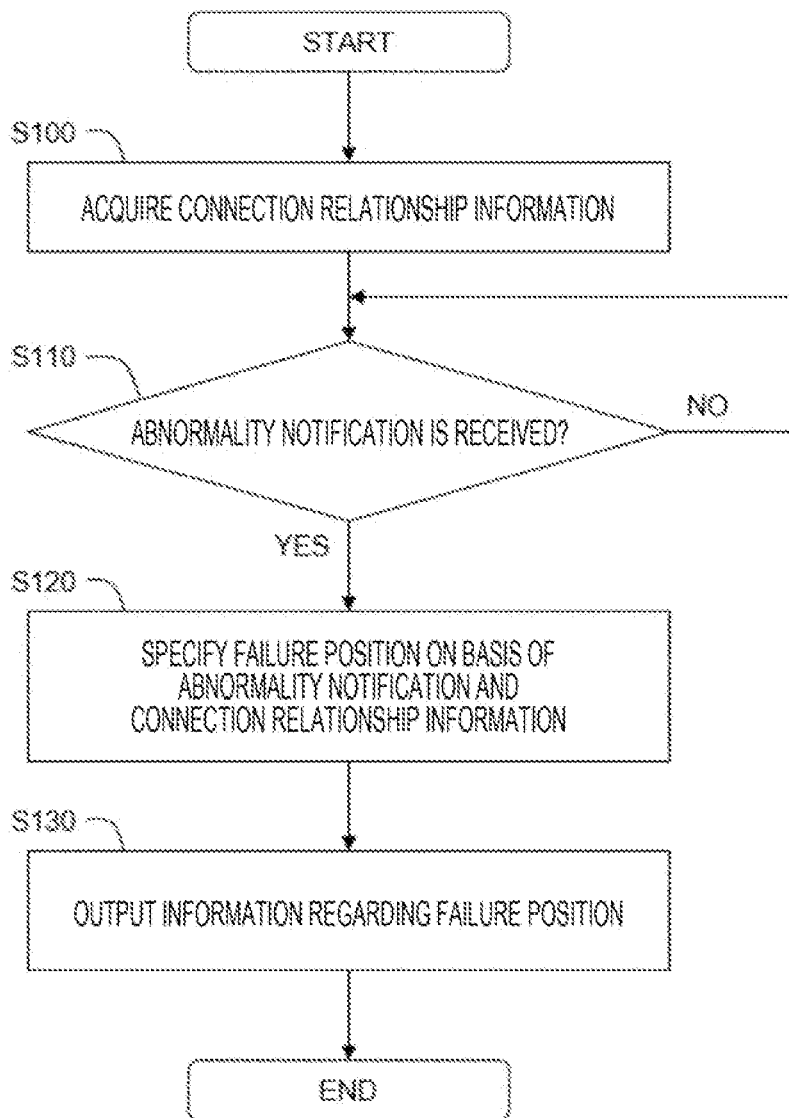 START
S100
ACQUIRE CONNECTION RELATIONSHIP INFORMATION
S110
ABNORMALITY NOTIFICATION IS RECEIVED?
NO
YES
S120
SPECIFY FAILURE POSITION ON BASIS OF
ABNORMALITY NOTIFICATION AND
CONNECTION RELATIONSHIP INFORMATION
S130
OUTPUT INFORMATION REGARDING FAILURE POSITION
END